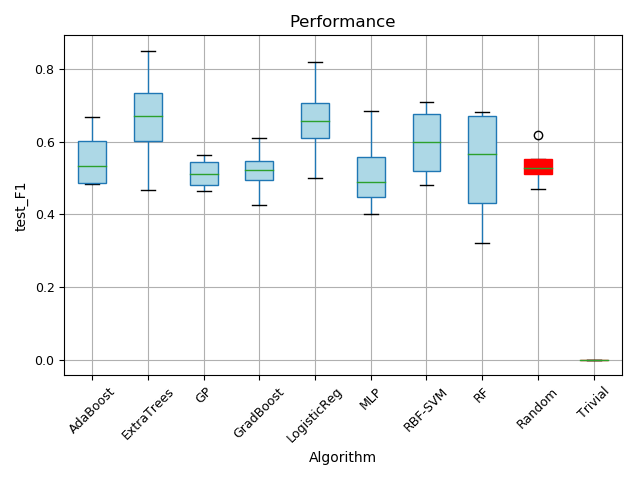 Performance
test_F1
0.8
0.6
0.4
0.2
0.0
AdaBoost
ExtraTrees
GP
GradBoost
LogisticReg
MLP
RBF-SVM
RF
Random
Trivial
Algorithm